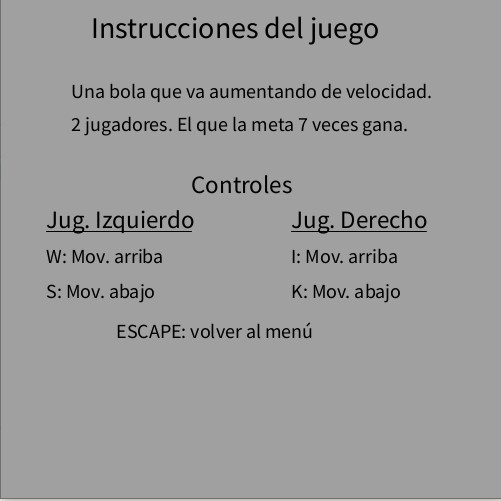 Instrucciones del juego
Una bola que va aumentando de velocidad.
2 jugadores. El que la meta 7 veces gana.
Controles
Jug. Izquierdo
Jug. Derecho
W: Mov. arriba
I: Mov. arriba
S: Mov. abajo
K: Mov. abajo
ESCAPE: volver al menú